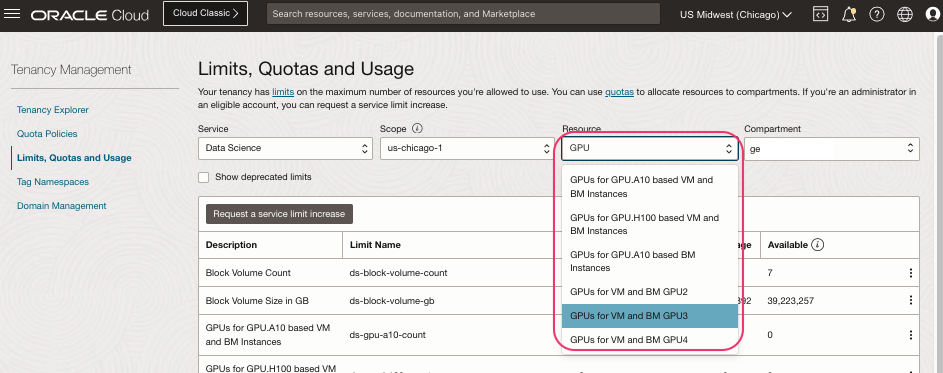 ORACLE Cloud
Cloud Classic >
Search resources, services, documentation, and Marketplace
US Midwest (Chicago)
Tenancy Management
Tenancy Explorer
Quota Policies
Limits, Quotas and Usage
Tag Namespaces
Domain Management
Limits, Quotas and Usage
Your tenancy has limits on the maximum number of resources you're allowed to use. You can use quotas to allocate resources to compartments. If you're an administrator in
an eligible account, you can request a service limit increase.
Service
Scope
Resource
Compartment
Data Science
us-chicago-1
GPU
ge
Show deprecated limits
GPUs for GPU.A10 based VM and
BM Instances
GPUs for GPU.H100 based VM and
BM Instances
GPUs for GPU.A10 based BM
Instances
GPUs for VM and BM GPU2
GPUs for VM and BM GPU3
GPUs for VM and BM GPU4
Request a service limit increase
Description
Limit Name
age
Available
Block Volume Count
ds-block-volume-count
7
Block Volume Size in GB
ds-block-volume-gb
392
39,223,257
GPUs for GPU.A10 based VM
and BM Instances
ds-gpu-a10-count
0
GPUs for GPU.H100 based VM